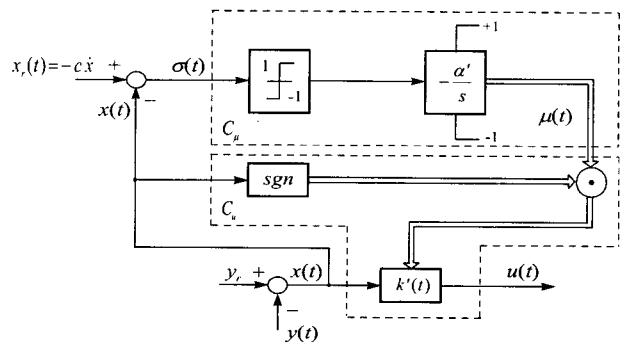 +1
x_r(t)=-cẋ + σ(t) 1 -1 -α'/s
x(t) − μ(t)
C_μ -1
sgn •
C_u
y_r + x(t) k'(t) u(t)
−
y(t)